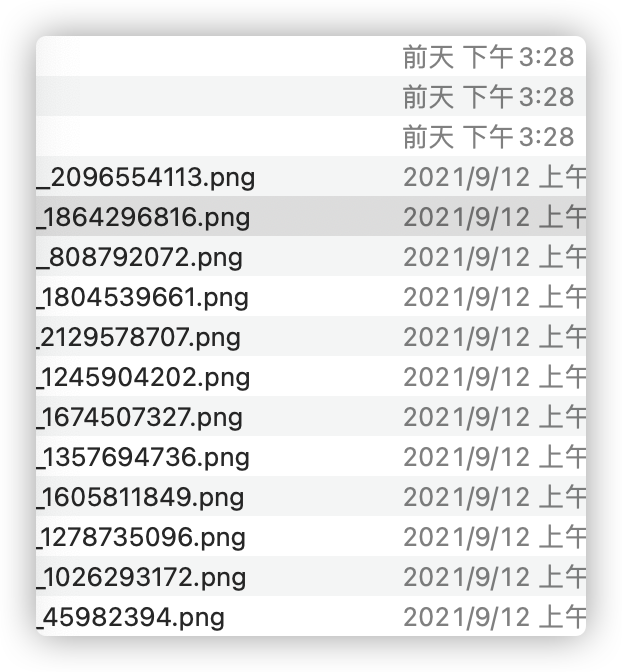 前天 下午 3:28
前天 下午 3:28
前天 下午 3:28
_2096554113.png 2021/9/12 上午
_1864296816.png 2021/9/12 上午
_808792072.png 2021/9/12 上午
_1804539661.png 2021/9/12 上午
_2129578707.png 2021/9/12 上午
_1245904202.png 2021/9/12 上午
_1674507327.png 2021/9/12 上午
_1357694736.png 2021/9/12 上午
_1605811849.png 2021/9/12 上午
_1278735096.png 2021/9/12 上午
_1026293172.png 2021/9/12 上午
_45982394.png 2021/9/12 上午